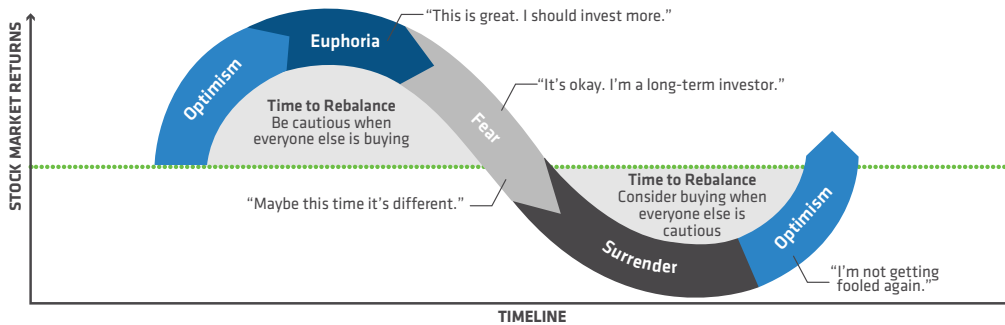 STOCK MARKET RETURNS
“This is great. I should invest more.”
Euphoria
Optimism
Time to Rebalance
Be cautious when
everyone else is buying
“It's okay. I'm a long-term investor.”
Fear
“Maybe this time it's different.”
Time to Rebalance
Consider buying when
everyone else is
cautious
Surrender
Optimism
“I'm not getting
fooled again.”
TIMELINE